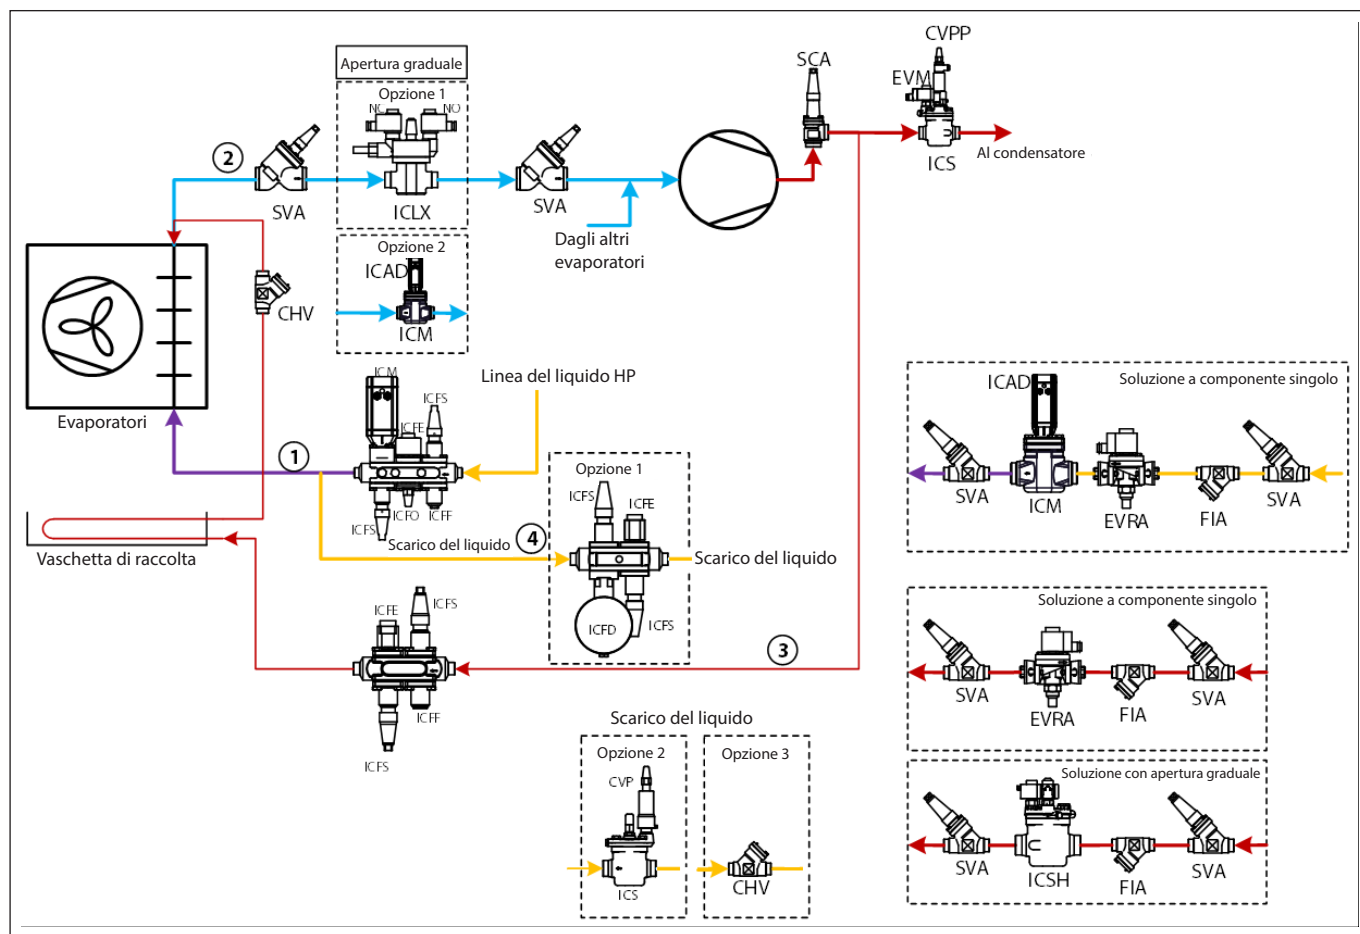 Apertura graduale
Opzione 1
NC
NO
ICLX
2
SVA
SVA
Dagli altri
evaporatori
SCA
CVPP
EVM
ICS
Al condensatore
Opzione 2
ICAD
ICM
CHV
Evaporatori
Vaschetta di raccolta
1
ICM
ICFS
ICFE
ICFS
ICFO
ICFF
Linea del liquido HP
Scarico del liquido
4
Opzione 1
ICFS
ICFE
ICFD
ICFS
Scarico del liquido
3
ICFE
ICFS
ICFF
ICFS
Scarico del liquido
Opzione 2
CVP
ICS
Opzione 3
CHV
Soluzione a componente singolo
ICAD
SVA
ICM
EVRA
FIA
SVA
Soluzione a componente singolo
SVA
EVRA
FIA
SVA
Soluzione con apertura graduale
SVA
ICSH
FIA
SVA